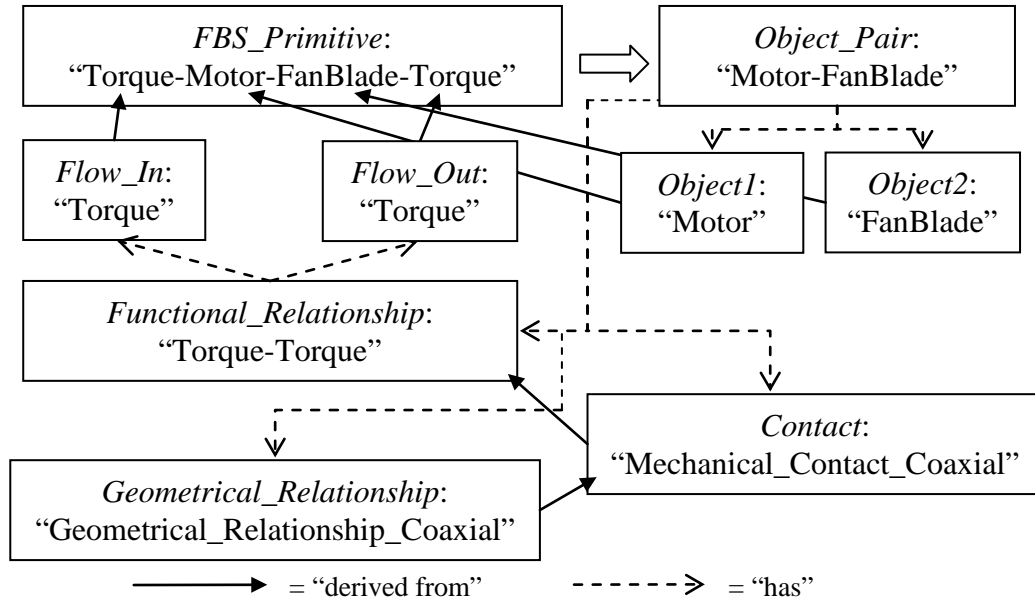 FBS_Primitive:
“Torque-Motor-FanBlade-Torque”
Object_Pair:
“Motor-FanBlade”
Flow_In:
“Torque”
Flow_Out:
“Torque”
Object1:
“Motor”
Object2:
“FanBlade”
Functional_Relationship:
“Torque-Torque”
Contact:
“Mechanical_Contact_Coaxial”
Geometrical_Relationship:
“Geometrical_Relationship_Coaxial”
= “derived from”
= “has”